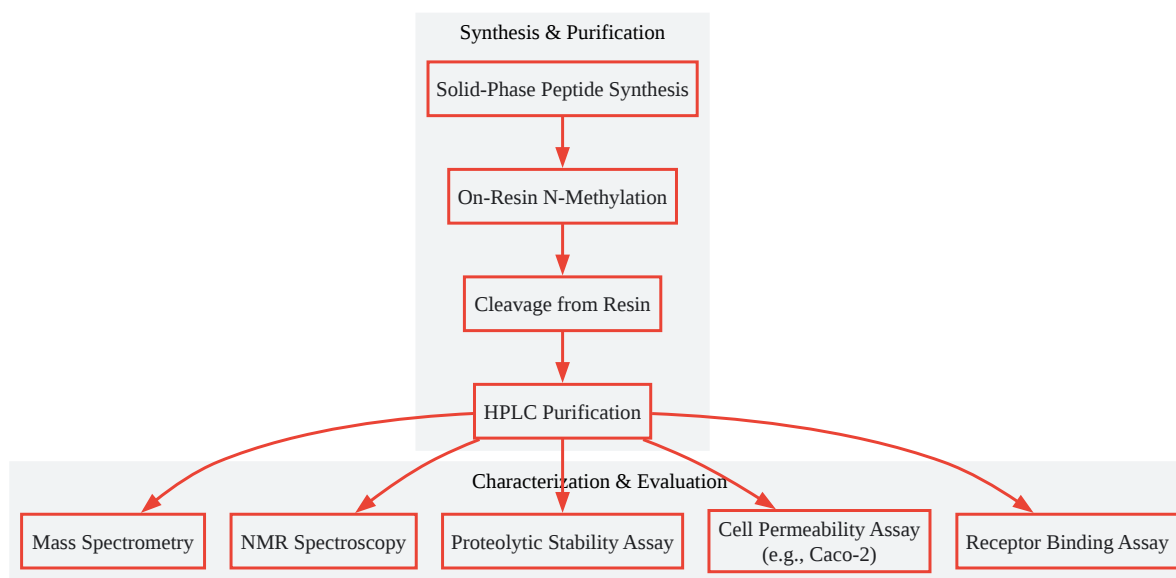 Synthesis & Purification
Solid-Phase Peptide Synthesis
On-Resin N-Methylation
Cleavage from Resin
HPLC Purification
Characterization & Evaluation
Mass Spectrometry
NMR Spectroscopy
Proteolytic Stability Assay
Cell Permeability Assay
(e.g., Caco-2)
Receptor Binding Assay